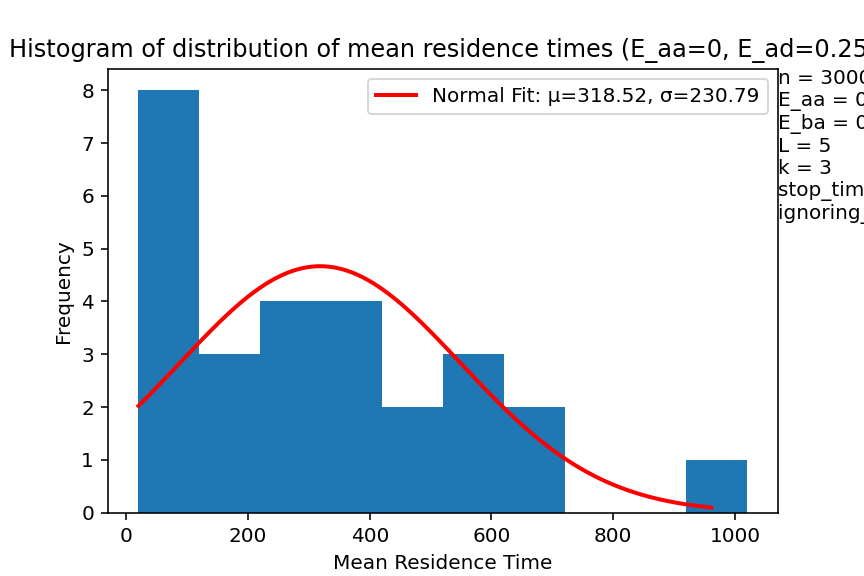 Histogram of distribution of mean residence times (E_aa=0, E_ad=0.25
Normal Fit: μ=318.52, σ=230.79
n = 3000
E_aa = 0
E_ba = 0
L = 5
k = 3
stop_tim
ignoring_
Frequency
8
7
6
5
4
3
2
1
0
0 200 400 600 800 1000
Mean Residence Time